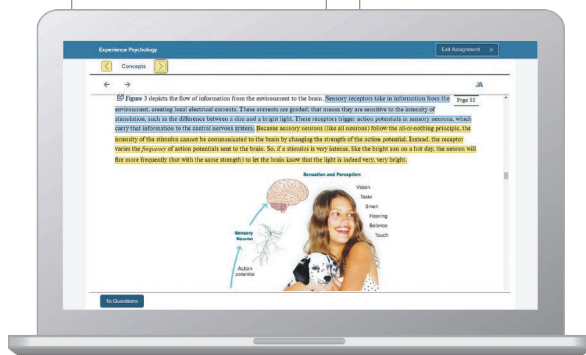 Experience Psychology
Exit Assignment X
< Concepts >
← → AA
Figure 3 depicts the flow of information from the environment to the brain. Sensory receptors take in information from the
Page 88
environment, creating local electrical currents. These currents are graded; that means they are sensitive to the intensity of
stimulation, such as the difference between a dim and a bright light. These receptors trigger action potentials in sensory neurons, which
carry that information to the central nervous system. Because sensory neurons (like all neurons) follow the all-or-nothing principle, the
intensity of the stimulus cannot be communicated to the brain by changing the strength of the action potential. Instead, the receptor
varies the frequency of action potentials sent to the brain. So, if a stimulus is very intense, like the bright sun on a hot day, the neuron will
fire more frequently (but with the same strength) to let the brain know that the light is indeed very, very bright.
Sensation and Perception
Vision
Taste
Smell
Hearing
Balance
Touch
Sensory
Neuron
Action
potential
To Questions